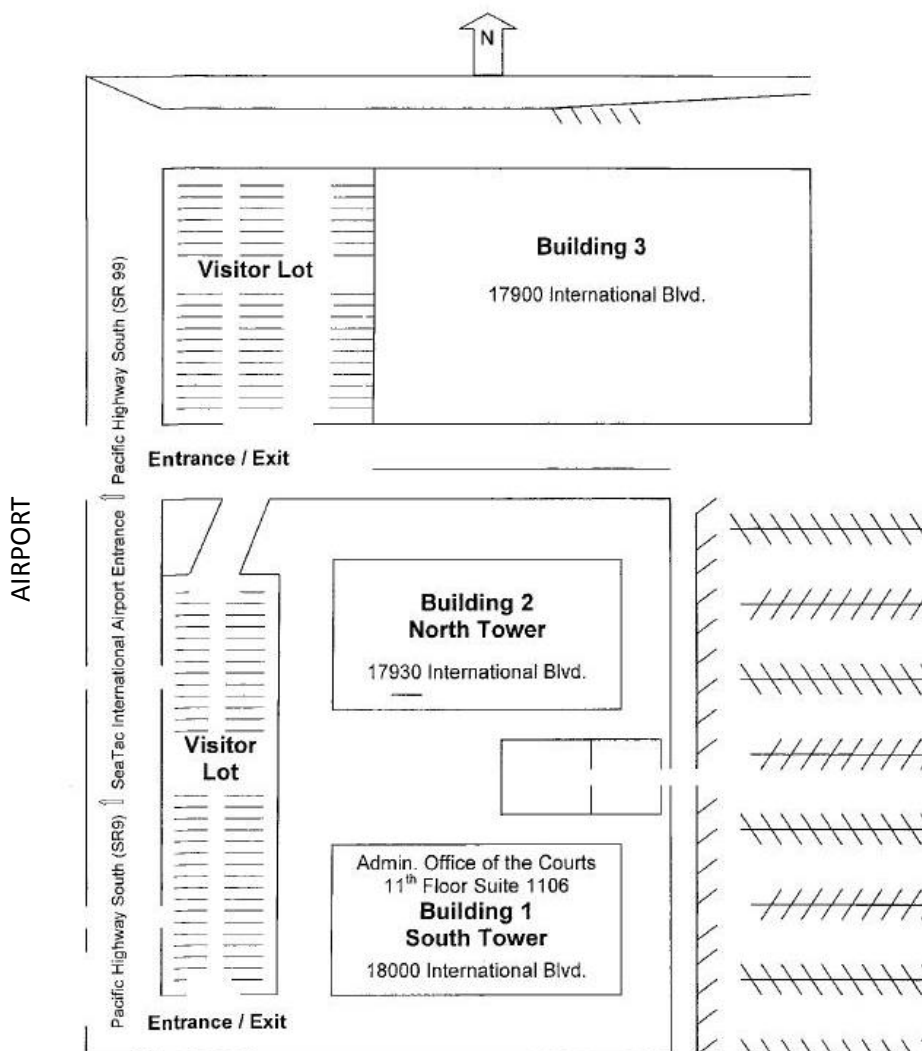 N
Building 3
Visitor Lot
17900 International Blvd.
Pacific Highway South (SR 99)
Entrance / Exit
AIRPORT
SeaTac International Airport Entrance
Building 2
North Tower
17930 International Blvd.
Visitor
Lot
Pacific Highway South (SR9)
Admin. Office of the Courts
11th Floor Suite 1106
Building 1
South Tower
18000 International Blvd.
Entrance / Exit